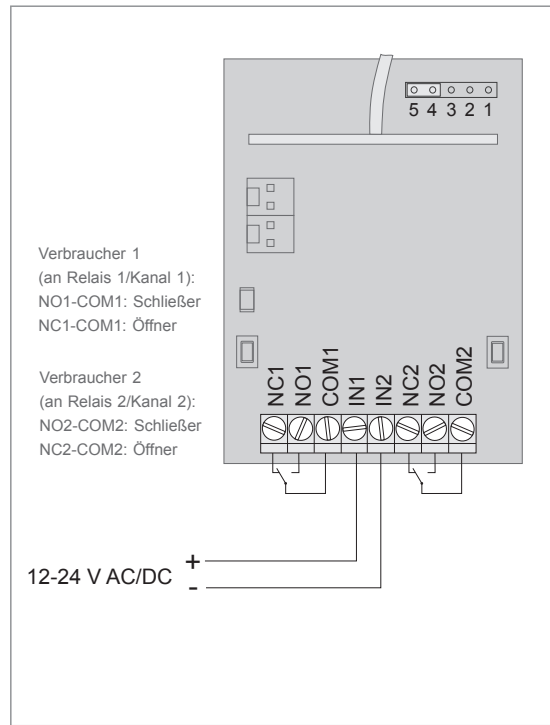 5 4 3 2 1
Verbraucher 1
(an Relais 1/Kanal 1):
NO1-COM1: Schließer
NC1-COM1: Öffner
Verbraucher 2
(an Relais 2/Kanal 2):
NO2-COM2: Schließer
NC2-COM2: Öffner
NC1
NO1
COM1
IN1
IN2
NC2
NO2
COM2
12-24 V AC/DC
+
-